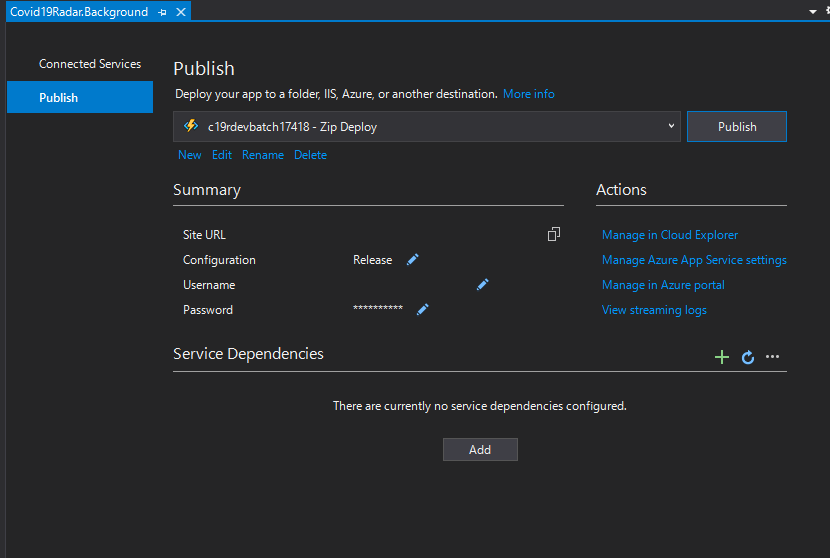 Covid19Radar.Background
Connected Services
Publish
Publish
Deploy your app to a folder, IIS, Azure, or another destination. More info
c19rdevbatch17418 - Zip Deploy
Publish
New Edit Rename Delete
Summary
Site URL
Configuration Release
Username
Password **********
Actions
Manage in Cloud Explorer
Manage Azure App Service settings
Manage in Azure portal
View streaming logs
Service Dependencies
There are currently no service dependencies configured.
Add